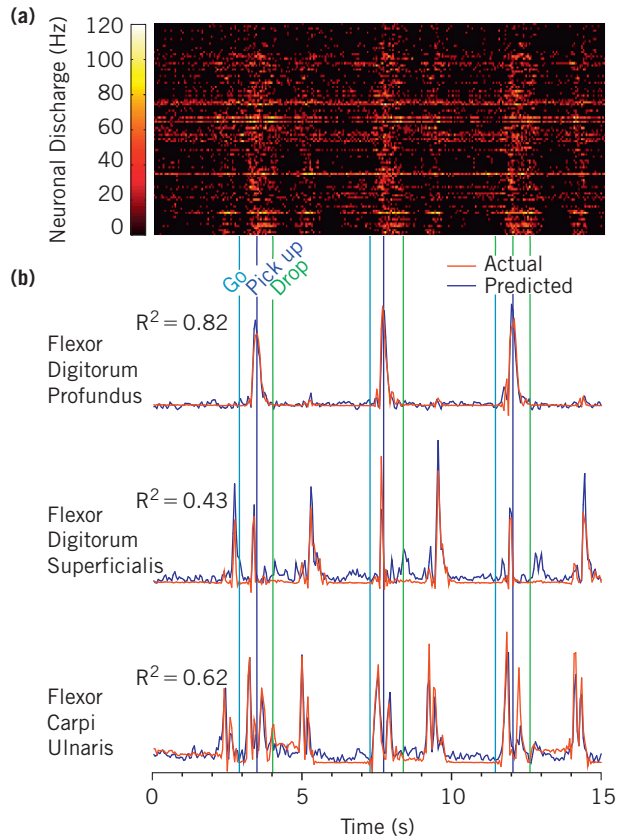 (a)
Neuronal Discharge (Hz)
120
100
80
60
40
20
0
(b)
Go
Pick up
Drop
Actual
Predicted
R² = 0.82
Flexor
Digitorum
Profundus
R² = 0.43
Flexor
Digitorum
Superficialis
R² = 0.62
Flexor
Carpi
Ulnaris
0 5 10 15
Time (s)